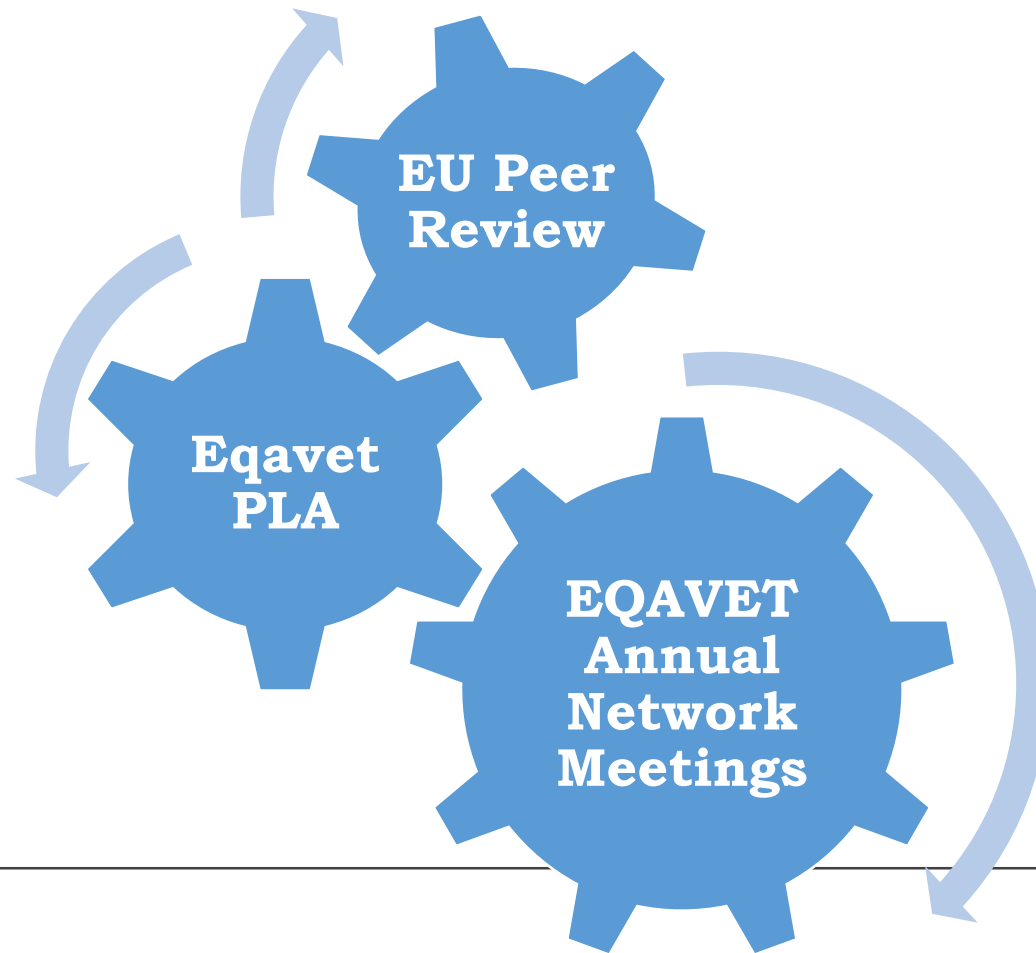 EU Peer
Review
Eqavet
PLA
EQAVET
Annual
Network
Meetings